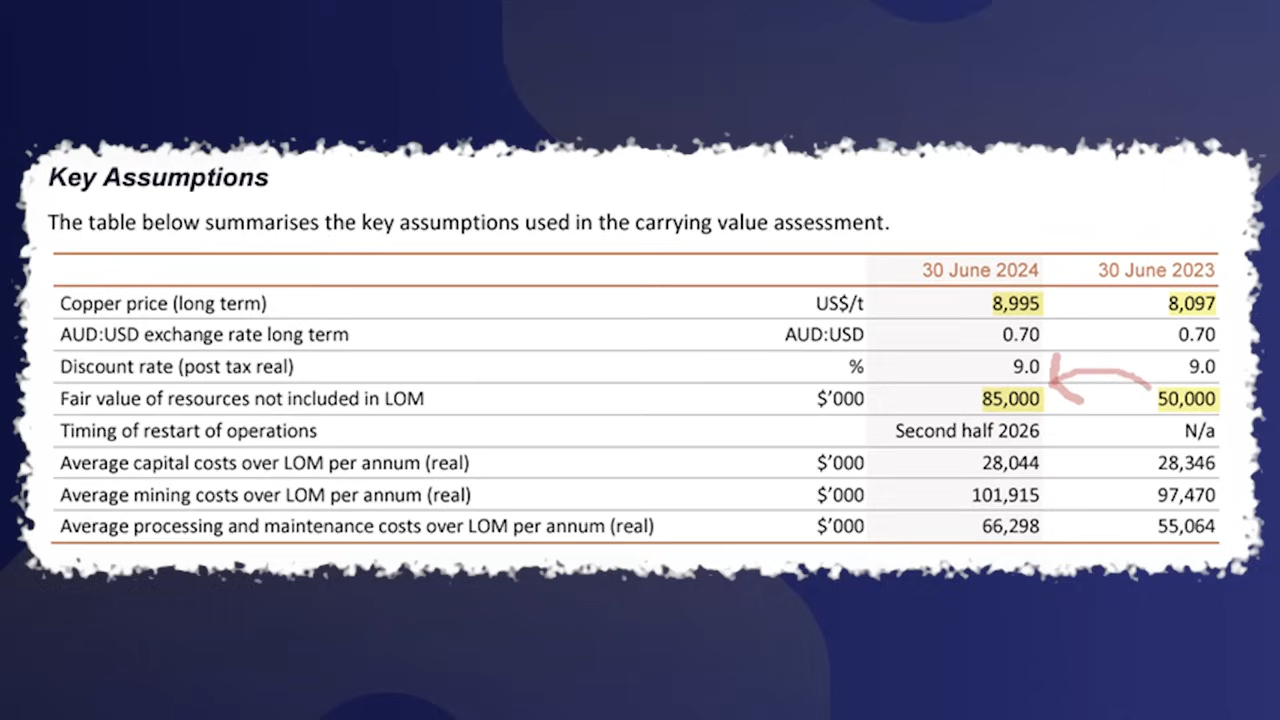 Key Assumptions
The table below summarises the key assumptions used in the carrying value assessment.
30 June 2024 30 June 2023
Copper price (long term) US$/t 8,995 8,097
AUD:USD exchange rate long term AUD:USD 0.70 0.70
Discount rate (post tax real) % 9.0 9.0
Fair value of resources not included in LOM $’000 85,000 50,000
Timing of restart of operations Second half 2026 N/a
Average capital costs over LOM per annum (real) $’000 28,044 28,346
Average mining costs over LOM per annum (real) $’000 101,915 97,470
Average processing and maintenance costs over LOM per annum (real) $’000 66,298 55,064